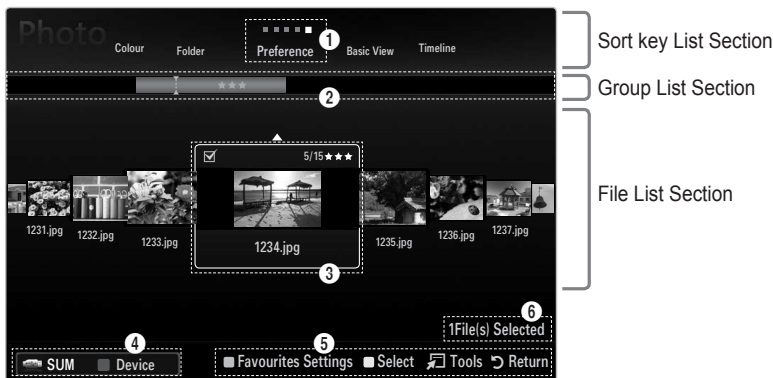 Photo
Colour Folder Preference Basic View Timeline
1
Sort key List Section
★★★
2
Group List Section
5/15★★★
1231.jpg 1232.jpg 1233.jpg 1234.jpg 1235.jpg 1236.jpg 1237.jpg
3
File List Section
6
1File(s) Selected
4
5
SUM Device Favourites Settings Select Tools Return